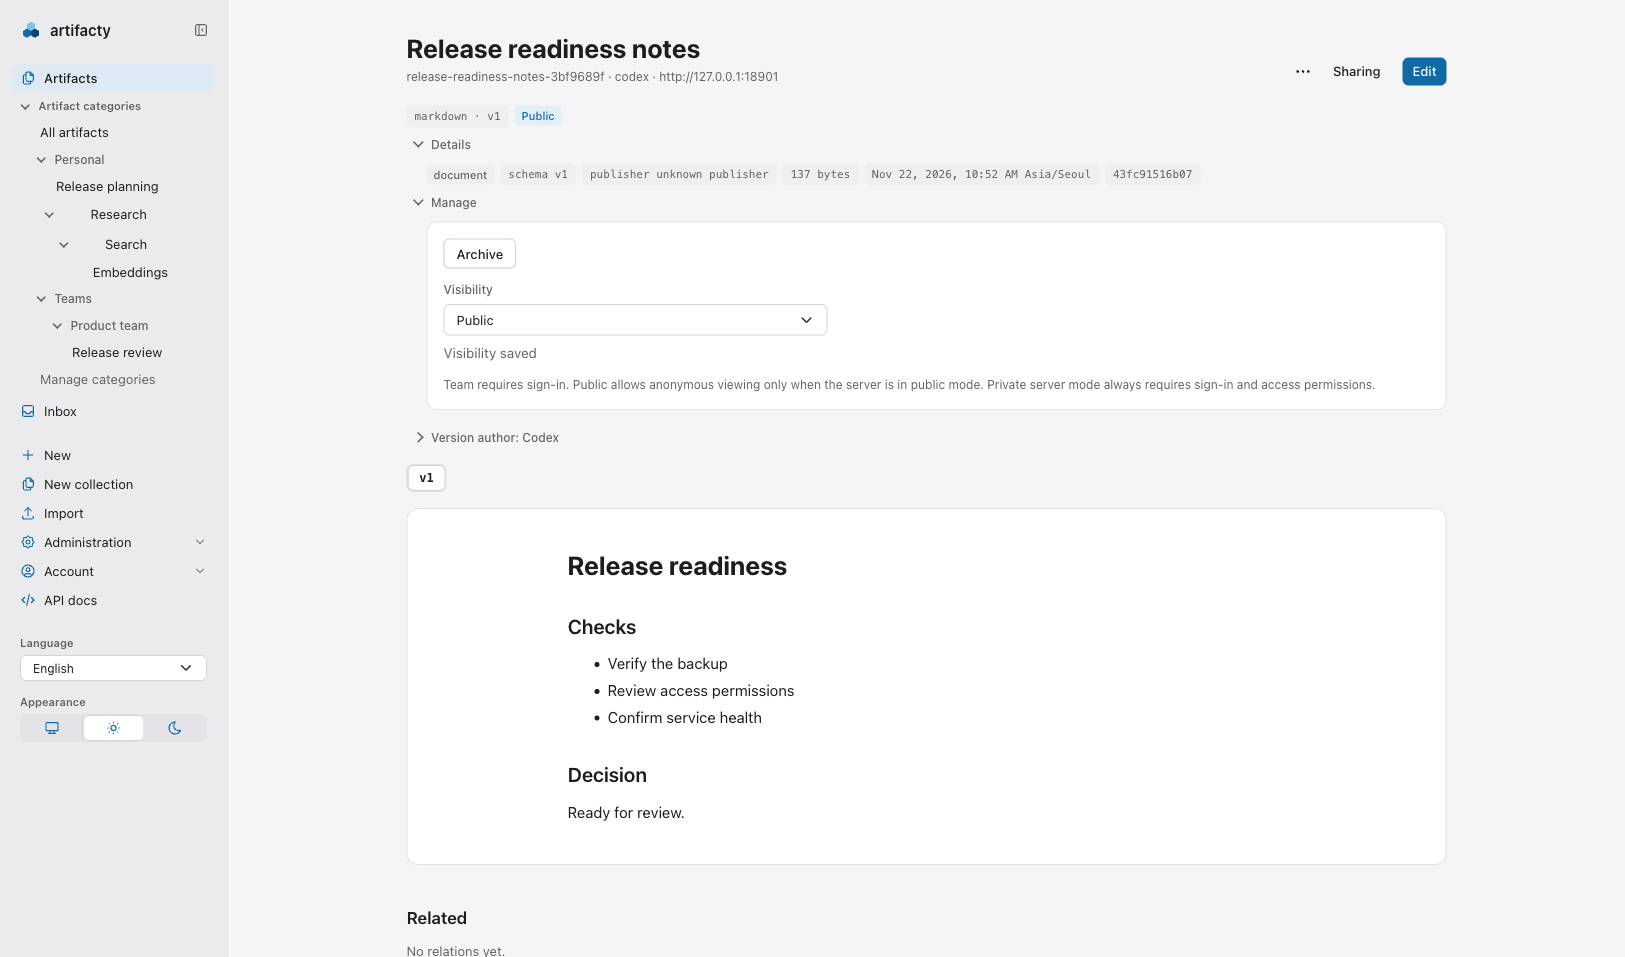 artifacty
Artifacts
Artifact categories
All artifacts
Personal
Release planning
Research
Search
Embeddings
Teams
Product team
Release review
Manage categories
Inbox
New
New collection
Import
Administration
Account
API docs
Language
English
Appearance
Release readiness notes
release-readiness-notes-3bf9689f · codex · http://127.0.0.1:18901
··· Sharing Edit
markdown · v1 Public
Details
document schema v1 publisher unknown publisher 137 bytes Nov 22, 2026, 10:52 AM Asia/Seoul 43fc91516b07
Manage
Archive
Visibility
Public
Visibility saved
Team requires sign-in. Public allows anonymous viewing only when the server is in public mode. Private server mode always requires sign-in and access permissions.
Version author: Codex
v1
Release readiness
Checks
• Verify the backup
• Review access permissions
• Confirm service health
Decision
Ready for review.
Related
No relations yet.